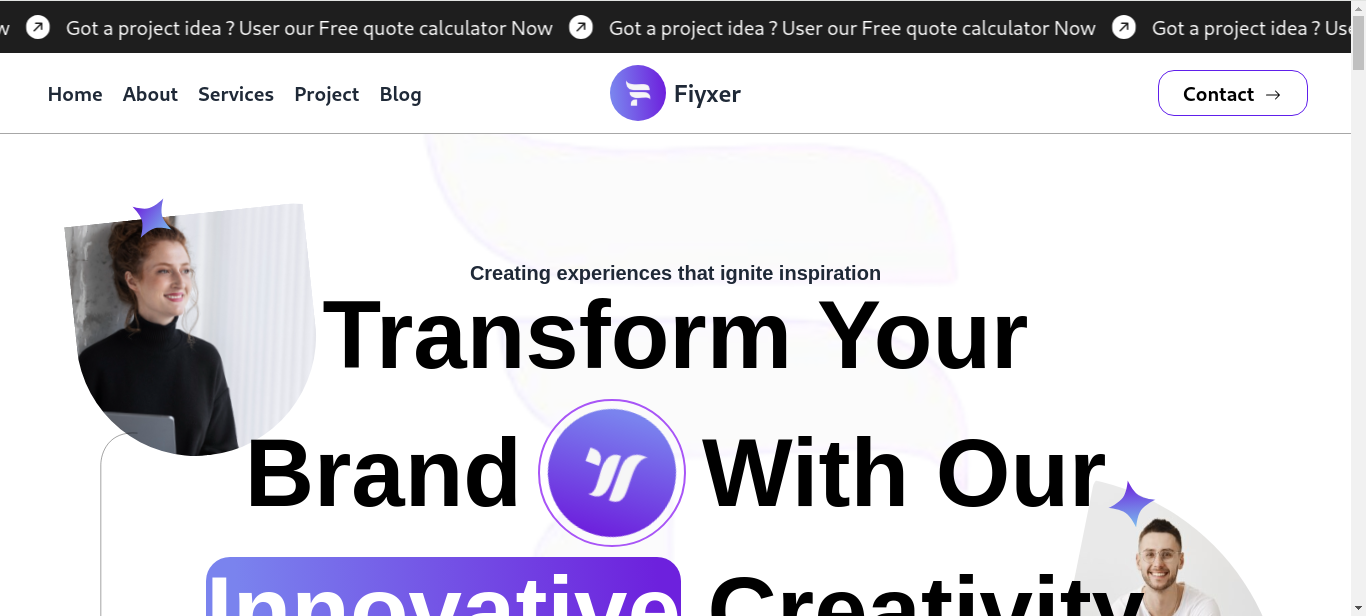 w Got a project idea ? User our Free quote calculator Now Got a project idea ? User our Free quote calculator Now Got a project idea ? Use
Home About Services Project Blog Fiyxer Contact →
Creating experiences that ignite inspiration
Transform Your
Brand With Our
Innovative Creativity